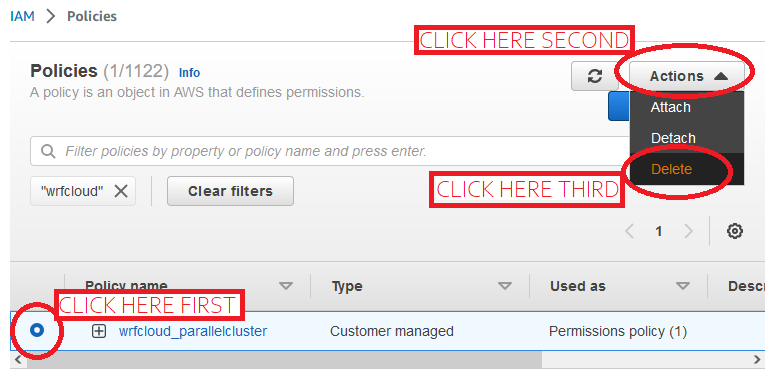 IAM > Policies
CLICK HERE SECOND
Policies (1/1122) Info
Actions
A policy is an object in AWS that defines permissions.
Attach
Detach
Filter policies by property or policy name and press enter.
Delete
"wrfcloud" Clear filters
CLICK HERE THIRD
1
Policy name Type Used as Descr
CLICK HERE FIRST
wrfcloud_parallelcluster Customer managed Permissions policy (1)